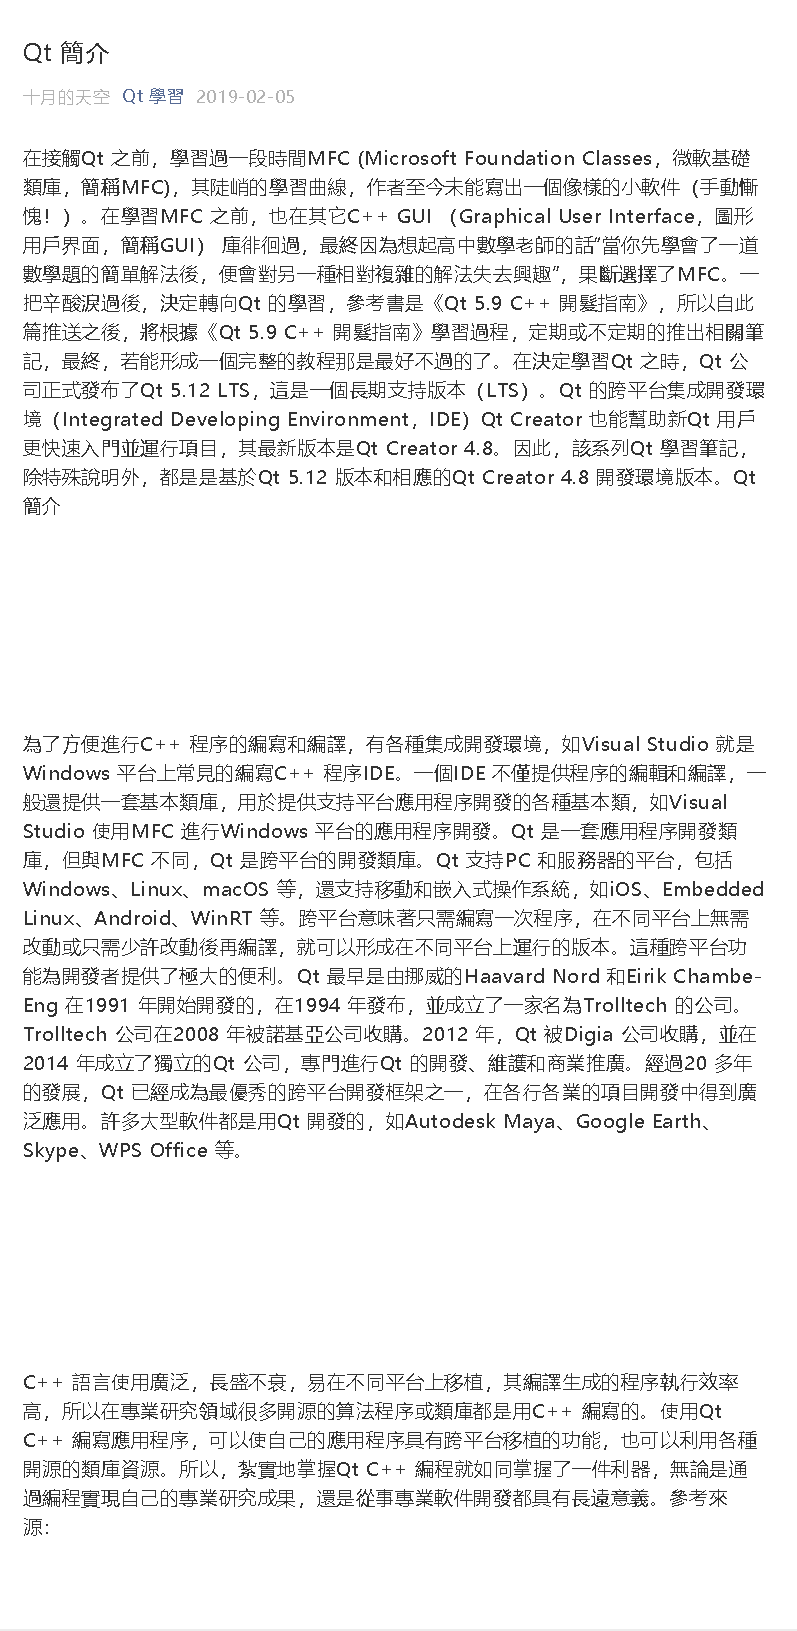 Qt 簡介
十月的天空 Qt 學習 2019-02-05
在接觸Qt 之前，學習過一段時間MFC (Microsoft Foundation Classes，微軟基礎
類庫，簡稱MFC)，其陡峭的學習曲線，作者至今未能寫出一個像樣的小軟件（手動慚
愧！）。在學習MFC 之前，也在其它C++ GUI （Graphical User Interface，圖形
用戶界面，簡稱GUI） 庫徘徊過，最終因為想起高中數學老師的話”當你先學會了一道
數學題的簡單解法後，便會對另一種相對複雜的解法失去興趣”，果斷選擇了MFC。一
把辛酸淚過後，決定轉向Qt 的學習，參考書是《Qt 5.9 C++ 開髮指南》，所以自此
篇推送之後，將根據《Qt 5.9 C++ 開髮指南》學習過程，定期或不定期的推出相關筆
記，最終，若能形成一個完整的教程那是最好不過的了。在決定學習Qt 之時，Qt 公
司正式發布了Qt 5.12 LTS，這是一個長期支持版本（LTS）。Qt 的跨平台集成開發環
境（Integrated Developing Environment，IDE）Qt Creator 也能幫助新Qt 用戶
更快速入門並運行項目，其最新版本是Qt Creator 4.8。因此，該系列Qt 學習筆記，
除特殊說明外，都是是基於Qt 5.12 版本和相應的Qt Creator 4.8 開發環境版本。Qt
簡介
為了方便進行C++ 程序的編寫和編譯，有各種集成開發環境，如Visual Studio 就是
Windows 平台上常見的編寫C++ 程序IDE。一個IDE 不僅提供程序的編輯和編譯，一
般還提供一套基本類庫，用於提供支持平台應用程序開發的各種基本類，如Visual
Studio 使用MFC 進行Windows 平台的應用程序開發。Qt 是一套應用程序開發類
庫，但與MFC 不同，Qt 是跨平台的開發類庫。Qt 支持PC 和服務器的平台，包括
Windows、Linux、macOS 等，還支持移動和嵌入式操作系統，如iOS、Embedded
Linux、Android、WinRT 等。跨平台意味著只需編寫一次程序，在不同平台上無需
改動或只需少許改動後再編譯，就可以形成在不同平台上運行的版本。這種跨平台功
能為開發者提供了極大的便利。Qt 最早是由挪威的Haavard Nord 和Eirik Chambe-
Eng 在1991 年開始開發的，在1994 年發布，並成立了一家名為Trolltech 的公司。
Trolltech 公司在2008 年被諾基亞公司收購。2012 年，Qt 被Digia 公司收購，並在
2014 年成立了獨立的Qt 公司，專門進行Qt 的開發、維護和商業推廣。經過20 多年
的發展，Qt 已經成為最優秀的跨平台開發框架之一，在各行各業的項目開發中得到廣
泛應用。許多大型軟件都是用Qt 開發的，如Autodesk Maya、Google Earth、
Skype、WPS Office 等。
C++ 語言使用廣泛，長盛不衰，易在不同平台上移植，其編譯生成的程序執行效率
高，所以在專業研究領域很多開源的算法程序或類庫都是用C++ 編寫的。使用Qt
C++ 編寫應用程序，可以使自己的應用程序具有跨平台移植的功能，也可以利用各種
開源的類庫資源。所以，紮實地掌握Qt C++ 編程就如同掌握了一件利器，無論是通
過編程實現自己的專業研究成果，還是從事專業軟件開發都具有長遠意義。參考來
源：